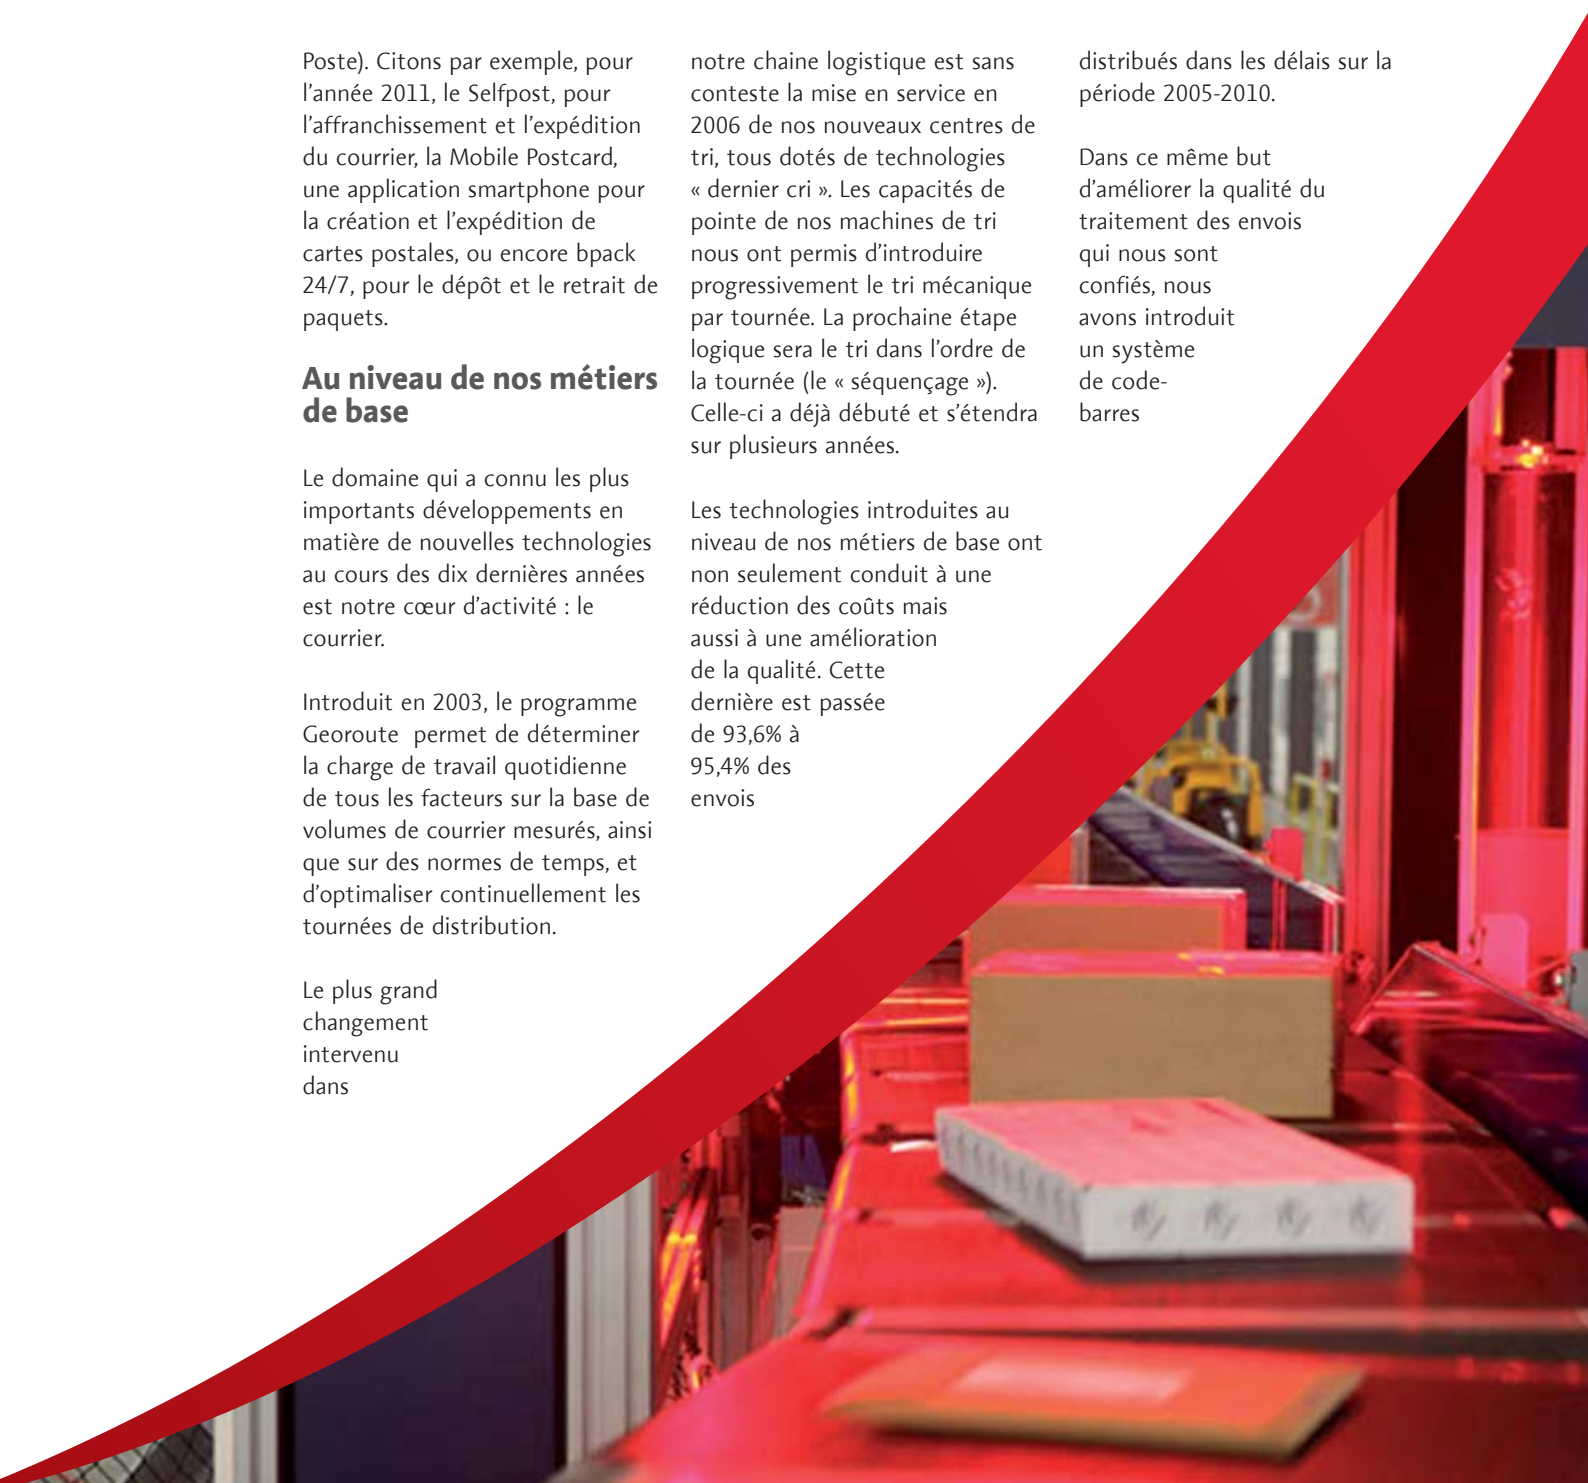 Poste). Citons par exemple, pour
l’année 2011, le Selfpost, pour
l’affranchissement et l’expédition
du courrier, la Mobile Postcard,
une application smartphone pour
la création et l’expédition de
cartes postales, ou encore bpack
24/7, pour le dépôt et le retrait de
paquets.
Au niveau de nos métiers
de base
Le domaine qui a connu les plus
importants développements en
matière de nouvelles technologies
au cours des dix dernières années
est notre cœur d’activité : le
courrier.
Introduit en 2003, le programme
Georoute  permet de déterminer
la charge de travail quotidienne
de tous les facteurs sur la base de
volumes de courrier mesurés, ainsi
que sur des normes de temps, et
d’optimaliser continuellement les
tournées de distribution.
Le plus grand
changement
intervenu
dans
notre chaine logistique est sans
conteste la mise en service en
2006 de nos nouveaux centres de
tri, tous dotés de technologies
« dernier cri ». Les capacités de
pointe de nos machines de tri
nous ont permis d’introduire
progressivement le tri mécanique
par tournée. La prochaine étape
logique sera le tri dans l’ordre de
la tournée (le « séquençage »).
Celle-ci a déjà débuté et s’étendra
sur plusieurs années.
Les technologies introduites au
niveau de nos métiers de base ont
non seulement conduit à une
réduction des coûts mais
aussi à une amélioration
de la qualité. Cette
dernière est passée
de 93,6% à
95,4% des
envois
distribués dans les délais sur la
période 2005-2010.
Dans ce même but
d’améliorer la qualité du
traitement des envois
qui nous sont
confiés, nous
avons introduit
un système
de code-
barres